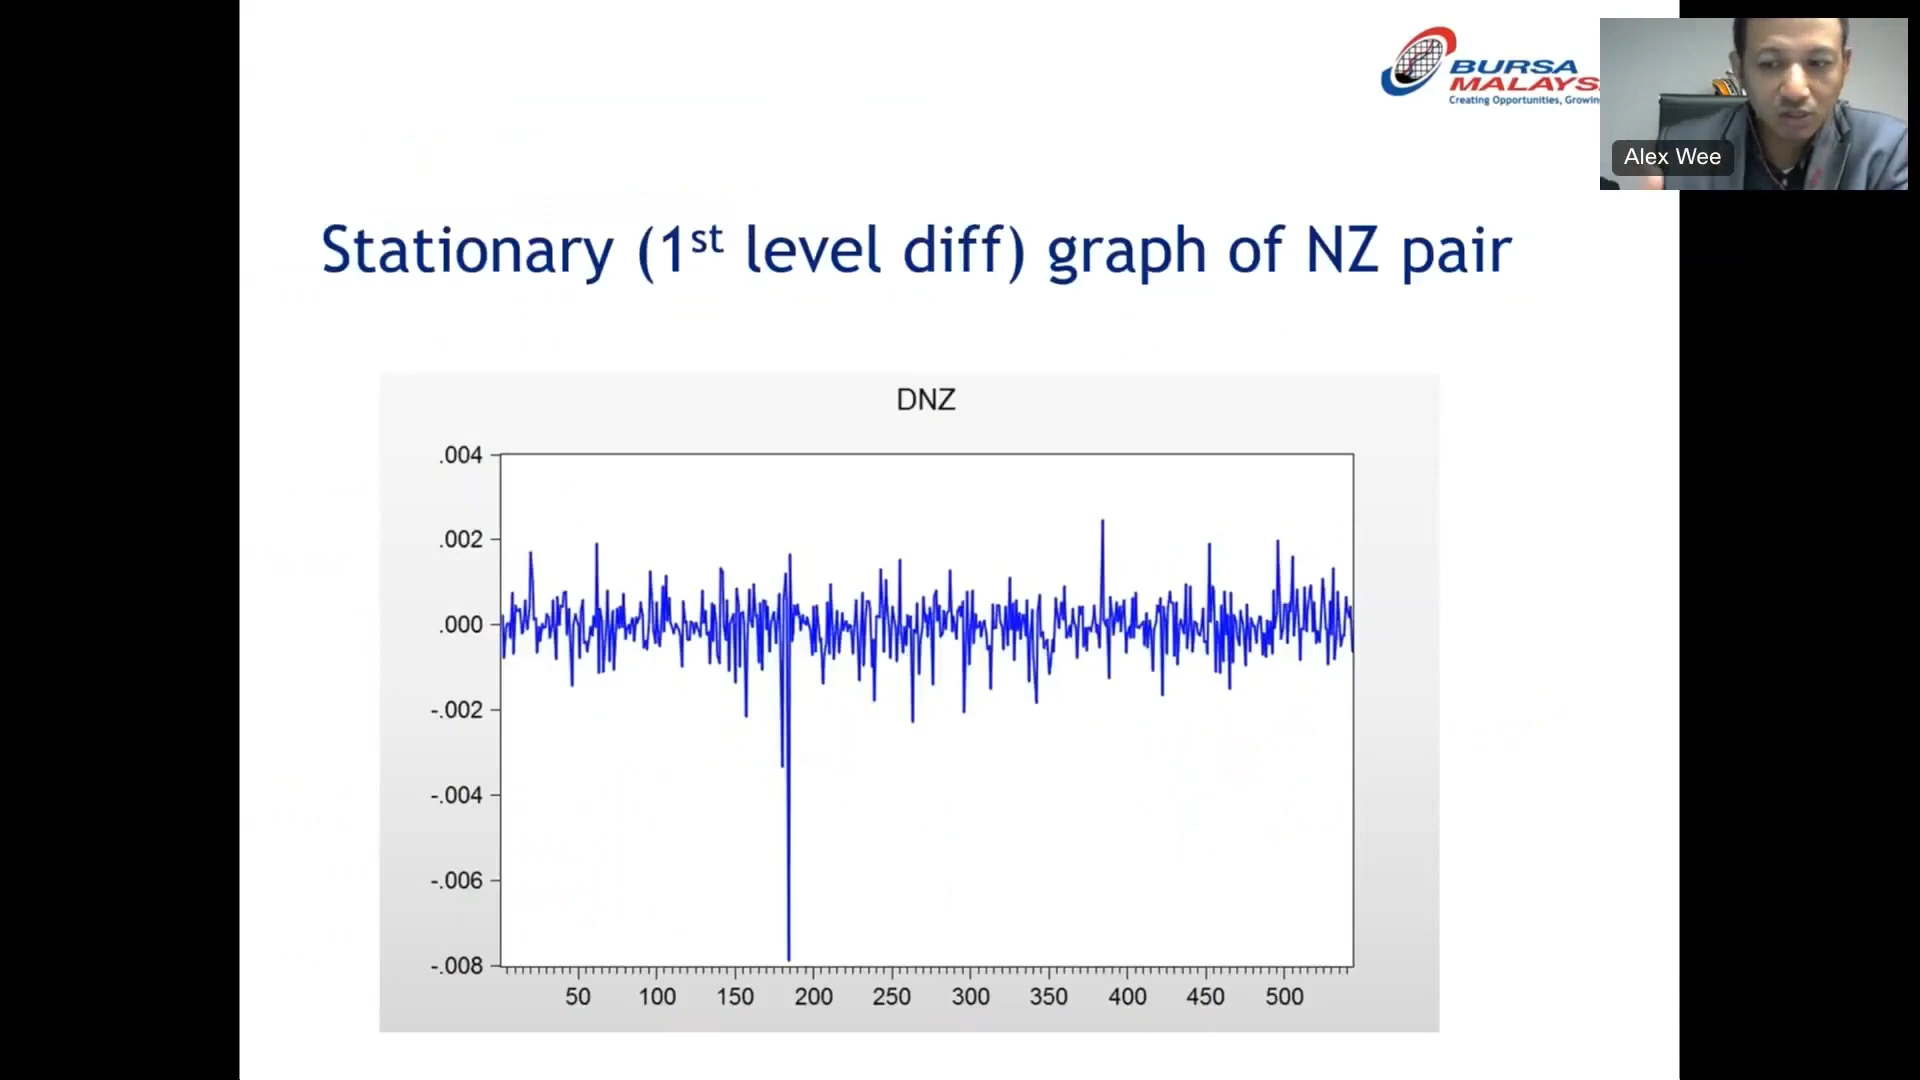 BURSA
MALAYS
Creating Opportunities, Growin
Alex Wee
Stationary (1st level diff) graph of NZ pair
DNZ
.004
.002
.000
-.002
-.004
-.006
-.008
50 100 150 200 250 300 350 400 450 500